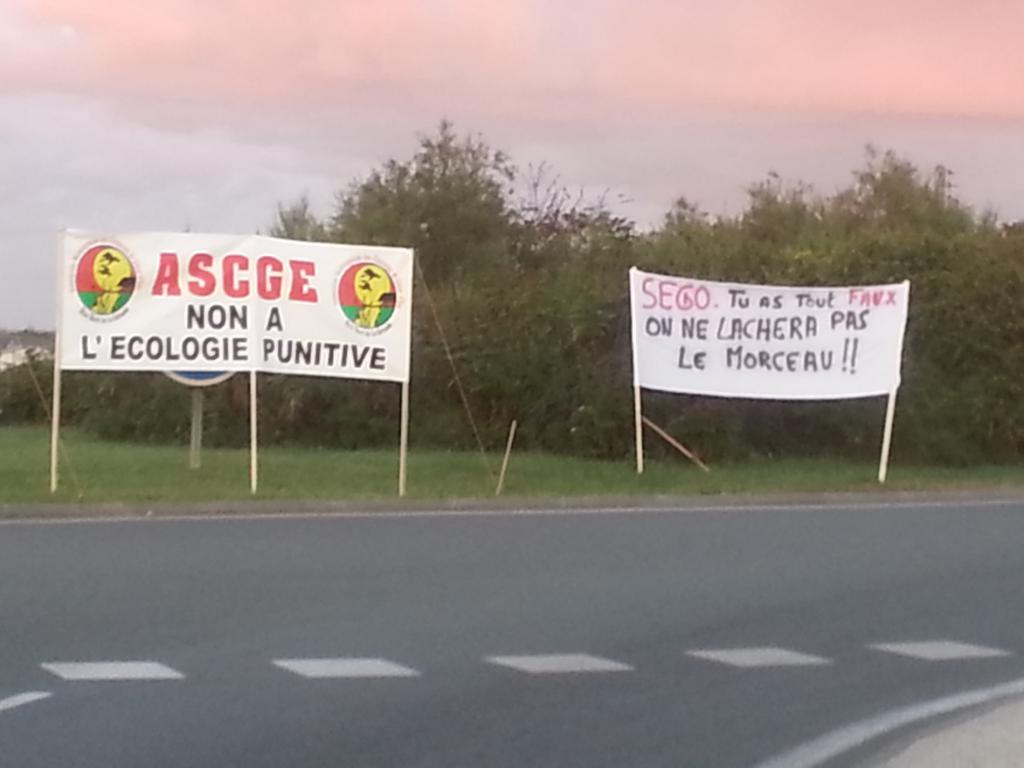 ASCGE
NON A
L'ECOLOGIE PUNITIVE
SEGO. TU AS TOUT FAUX
ON NE LACHERA PAS
LE MORCEAU !!